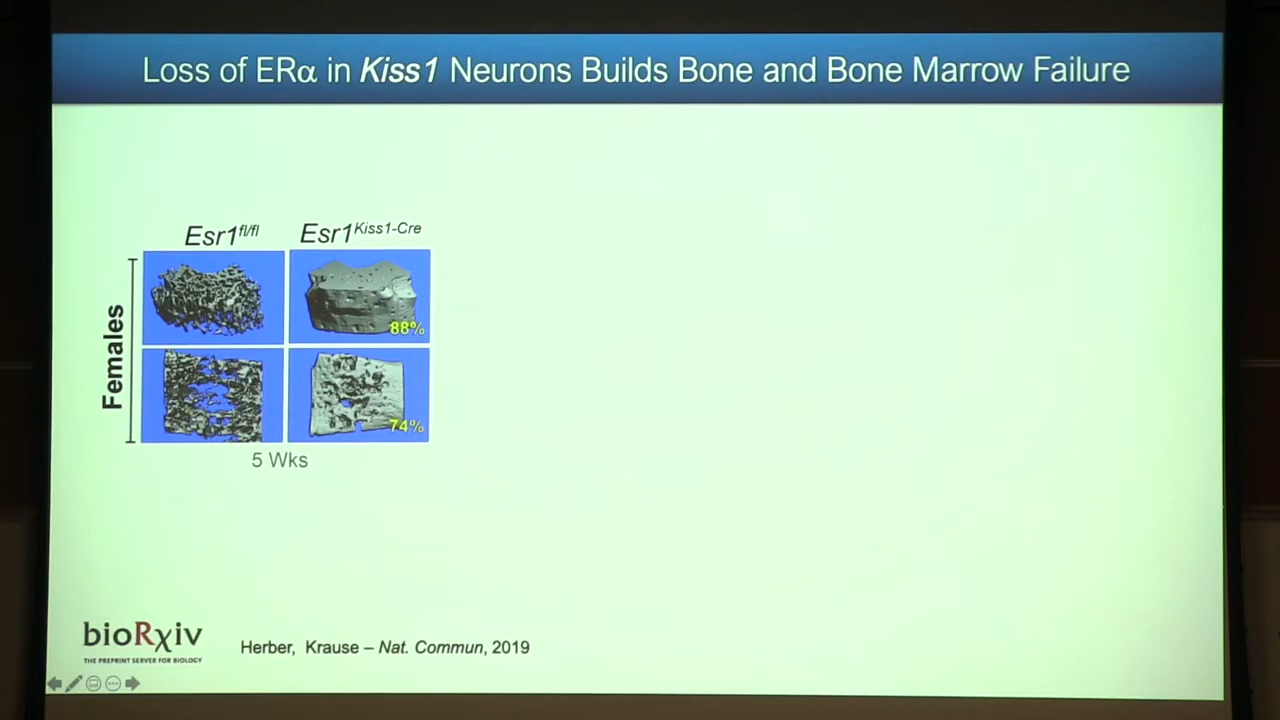 Loss of ERα in Kiss1 Neurons Builds Bone and Bone Marrow Failure
Esr1fl/fl
Esr1Kiss1-Cre
Females
88%
74%
5 Wks
bioRχiv
THE PREPRINT SERVER FOR BIOLOGY
Herber, Krause – Nat. Commun, 2019